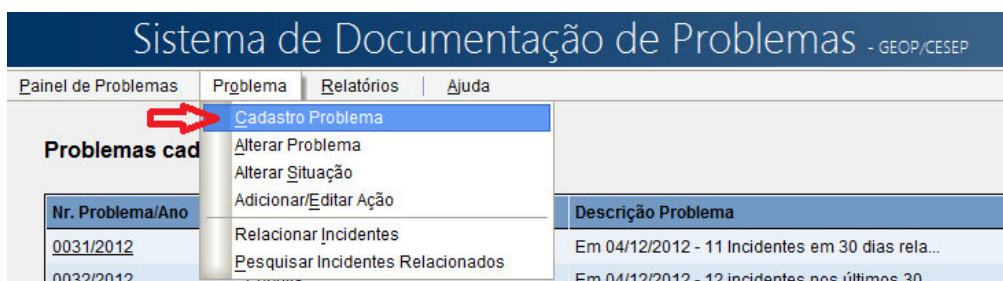 Sistema de Documentação de Problemas - GEOP/CESEP
Painel de Problemas Problema Relatórios | Ajuda
Cadastro Problema
Alterar Problema
Alterar Situação
Adicionar/Editar Ação
Relacionar Incidentes
Pesquisar Incidentes Relacionados
Problemas cad
Nr. Problema/Ano Descrição Problema
0031/2012 Em 04/12/2012 - 11 Incidentes em 30 dias rela...
0032/2012 Em 04/12/2012 - 12 incidentes nos últimos 30